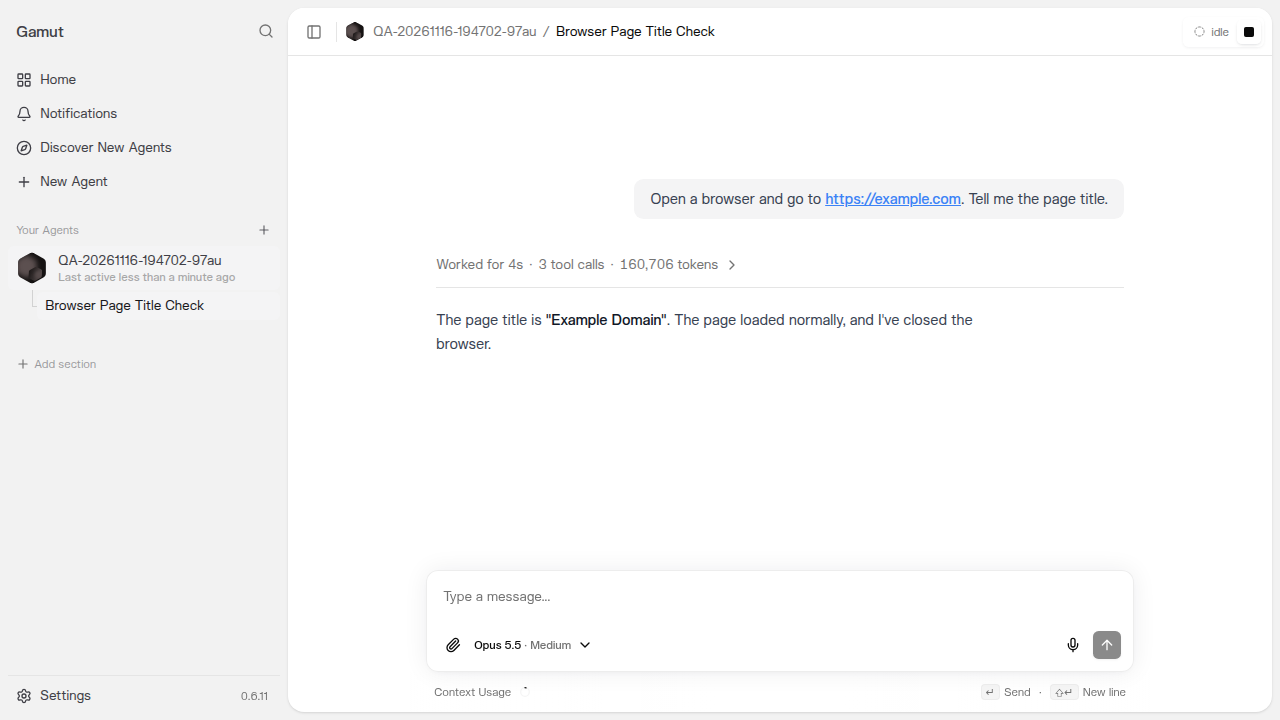 Gamut
Home
Notifications
Discover New Agents
New Agent
Your Agents
QA-20261116-194702-97au
Last active less than a minute ago
Browser Page Title Check
Add section
Settings
0.6.11
QA-20261116-194702-97au / Browser Page Title Check
idle
Open a browser and go to https://example.com. Tell me the page title.
Worked for 4s · 3 tool calls · 160,706 tokens
The page title is "Example Domain". The page loaded normally, and I've closed the
browser.
Type a message...
Opus 5.5 · Medium
Context Usage
Send · New line